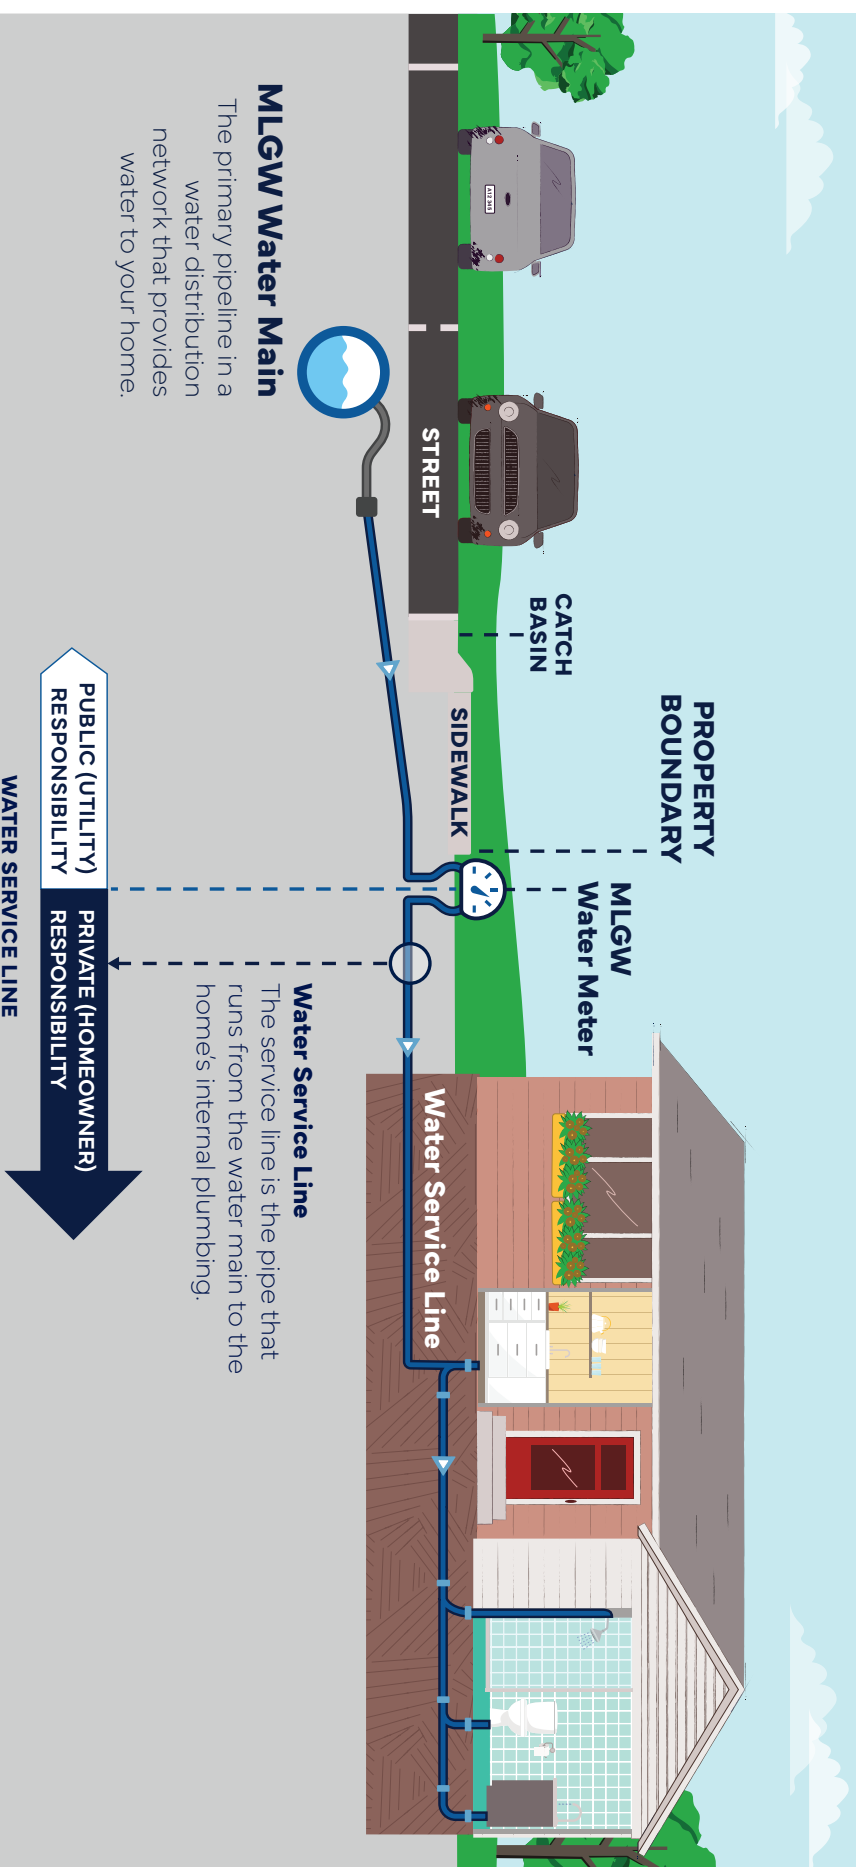 MLGW Water Main
The primary pipeline in a
water distribution
network that provides
water to your home.
STREET
CATCH
BASIN
SIDEWALK
PROPERTY
BOUNDARY
MLGW
Water Meter
Water Service Line
The service line is the pipe that
runs from the water main to the
home's internal plumbing.
Water Service Line
PUBLIC (UTILITY)
RESPONSIBILITY
PRIVATE (HOMEOWNER)
RESPONSIBILITY
WATER SERVICE LINE